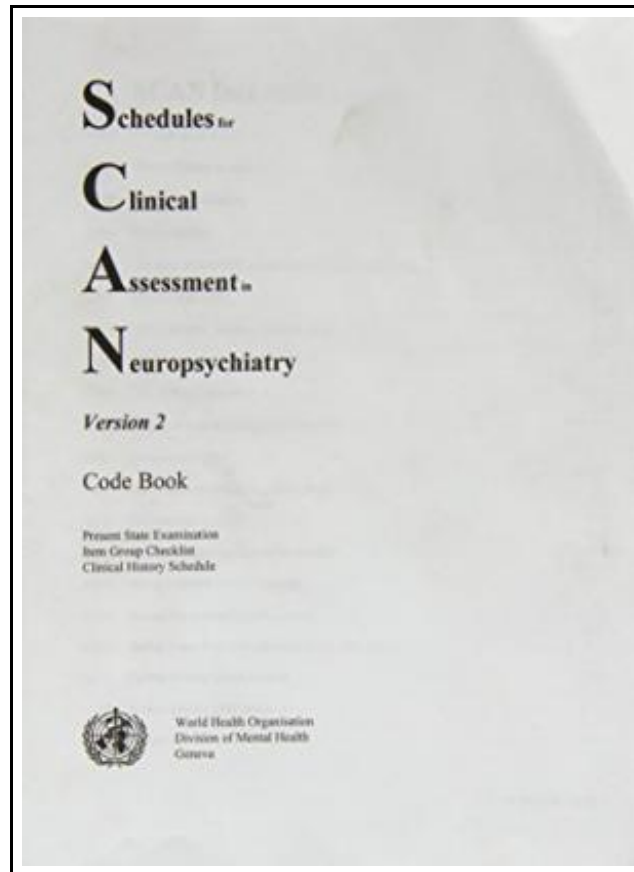 Schedules for
Clinical
Assessment in
Neuropsychiatry
Version 2
Code Book
Present State Examination
Item Group Checklist
Clinical History Schedule
World Health Organisation
Division of Mental Health
Geneva